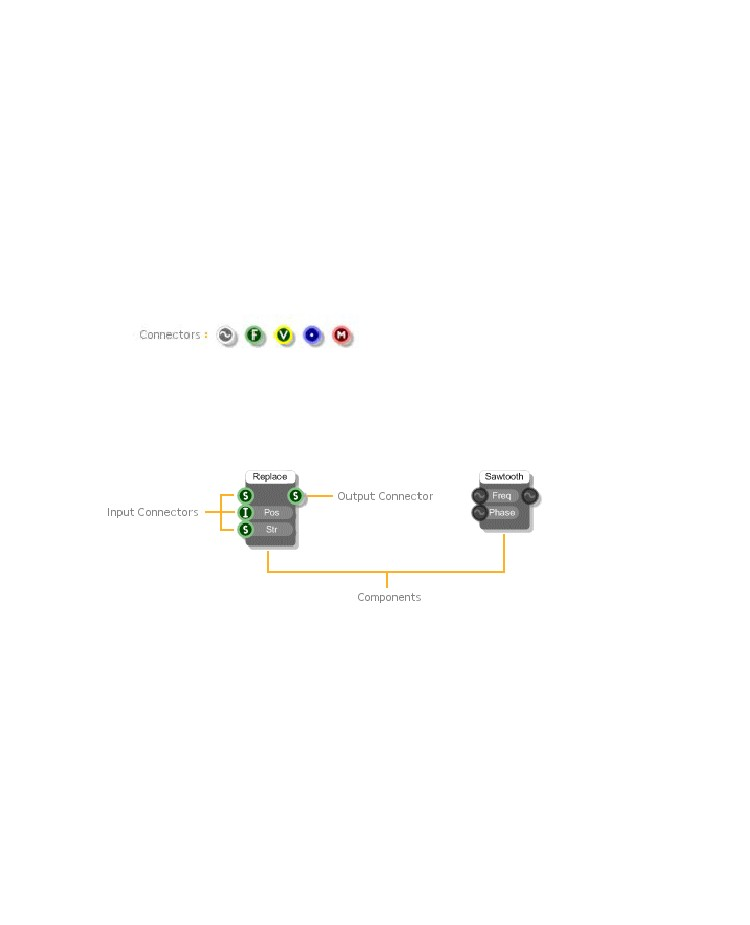 Connectors : F V M
Replace
Sawtooth
S S Output Connector
Freq
Input Connectors I Pos
Phase
S Str
Components